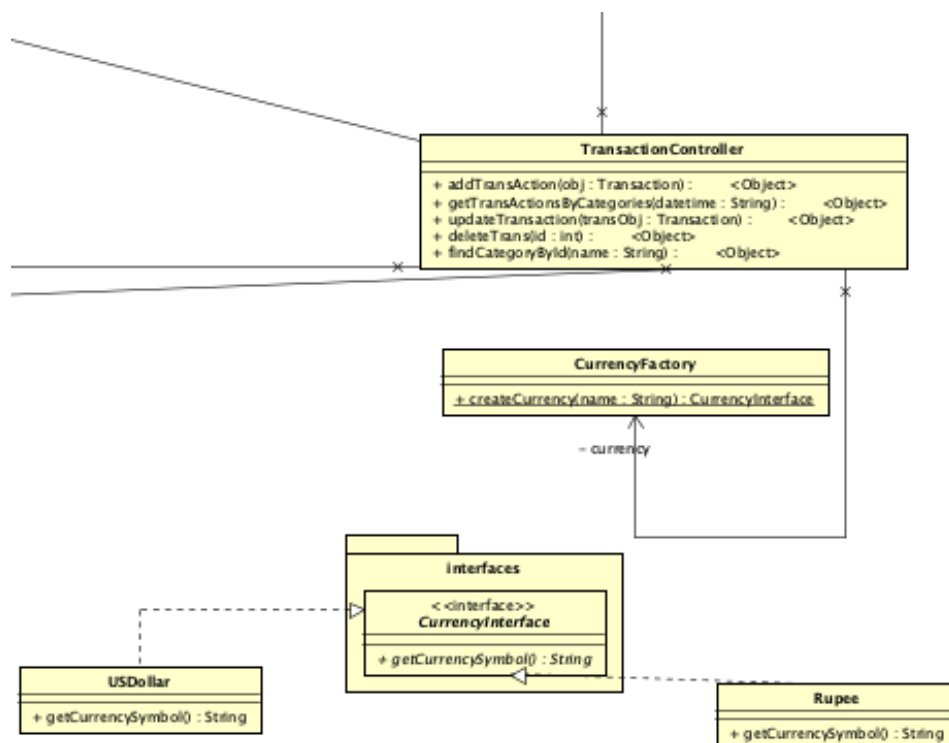 TransactionController
+ addTransAction(obj : Transaction) : <Object>
+ getTransActionsByCategories(datetime : String) : <Object>
+ updateTransaction(transObj : Transaction) : <Object>
+ deleteTrans(id : int) : <Object>
+ findCategoryById(name : String) : <Object>
CurrencyFactory
+ createCurrency(name : String) : CurrencyInterface
- currency
interfaces
<<interface>>
CurrencyInterface
+ getCurrencySymbol() : String
USDollar
+ getCurrencySymbol() : String
Rupee
+ getCurrencySymbol() : String